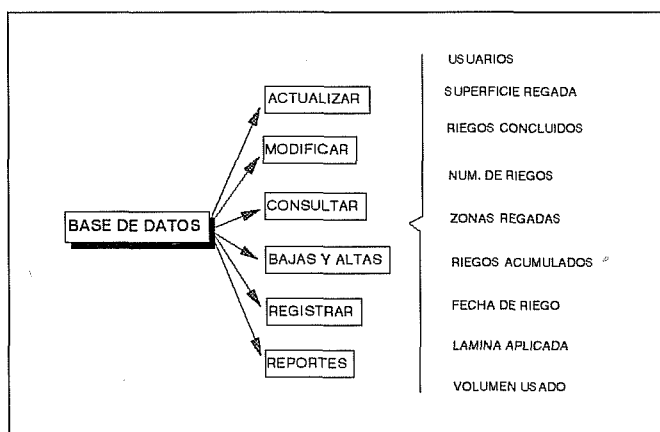 BASE DE DATOS
ACTUALIZAR
MODIFICAR
CONSULTAR
BAJAS Y ALTAS
REGISTRAR
REPORTES
USUARIOS
SUPERFICIE REGADA
RIEGOS CONCLUIDOS
NUM. DE RIEGOS
ZONAS REGADAS
RIEGOS ACUMULADOS
FECHA DE RIEGO
LAMINA APLICADA
VOLUMEN USADO